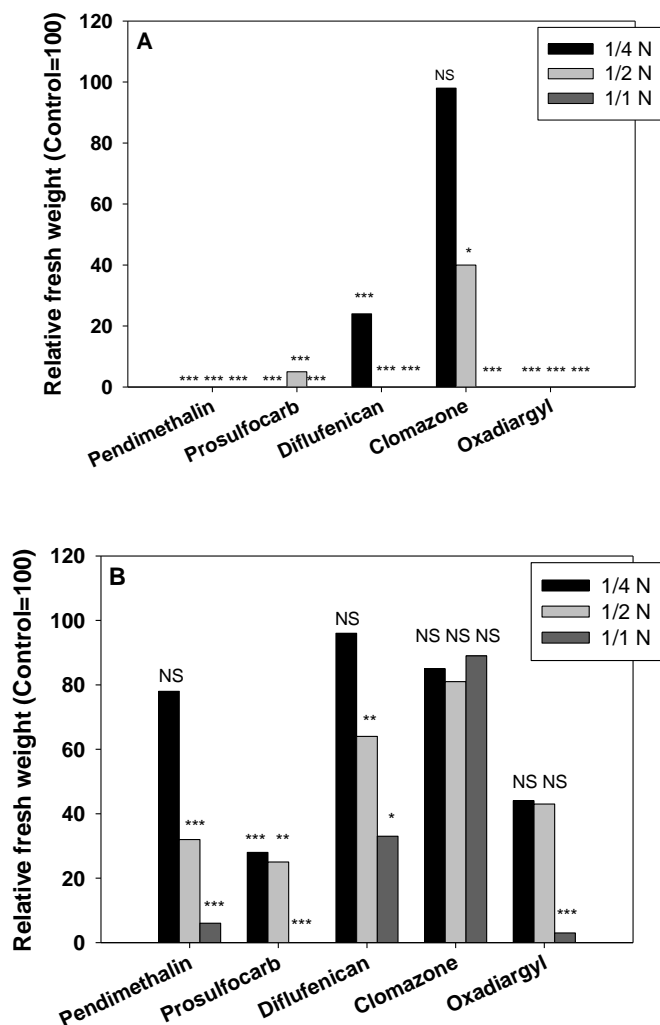 A
1/4 N
1/2 N
1/1 N
Relative fresh weight (Control=100)
120
100
80
60
40
20
0
NS
*
***
***
*** *** ***
***
***
*** ***
***
*** *** ***
Pendimethalin
Prosulfocarb
Diflufenican
Clomazone
Oxadiargyl
B
1/4 N
1/2 N
1/1 N
Relative fresh weight (Control=100)
120
100
80
60
40
20
0
NS
***
***
***
**
***
NS
**
*
NS NS NS
NS NS
***
Pendimethalin
Prosulfocarb
Diflufenican
Clomazone
Oxadiargyl